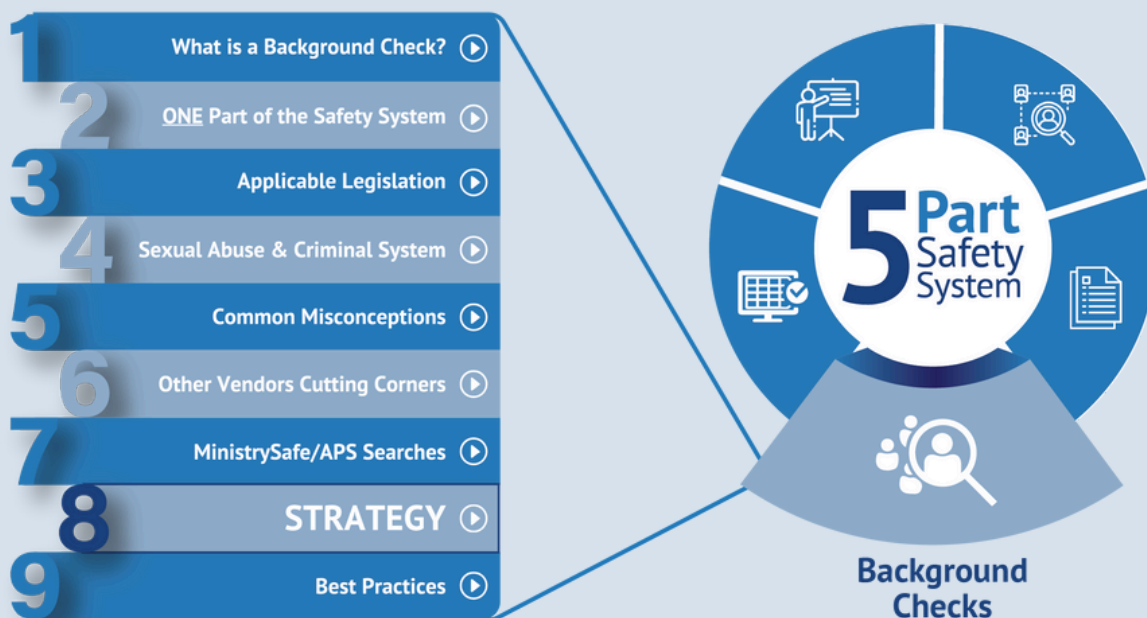 1 What is a Background Check?
2 ONE Part of the Safety System
3 Applicable Legislation
4 Sexual Abuse & Criminal System
5 Common Misconceptions
6 Other Vendors Cutting Corners
7 MinistrySafe/APS Searches
8 STRATEGY
9 Best Practices
5 Part
Safety
System
Background
Checks